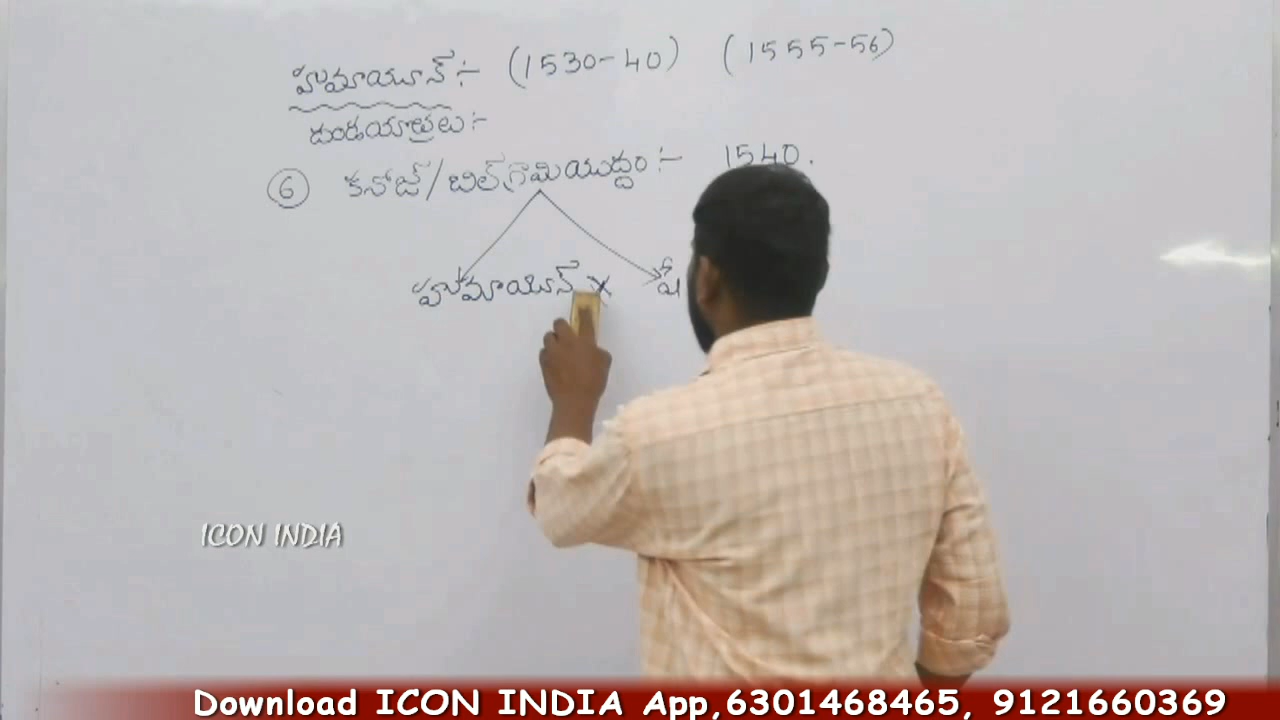 హుమాయూన్ :- (1530-40) (1555-56)
దండయాత్రలు :-
6 కనోజ్/బిల్‌గ్రామియుద్దం :- 1540.
హుమాయూన్ x షే
ICON INDIA
Download ICON INDIA App,6301468465, 9121660369